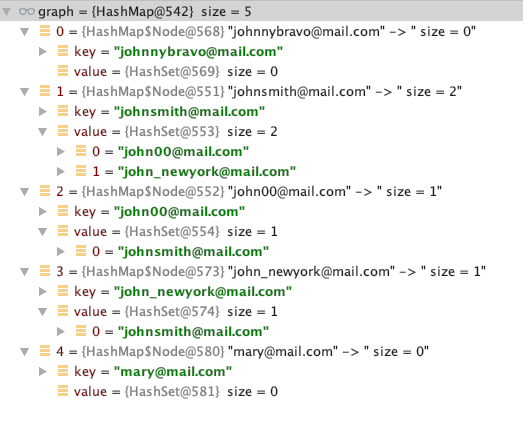 graph = {HashMap@542} size = 5
0 = {HashMap$Node@568} "johnnybravo@mail.com" -> " size = 0"
key = "johnnybravo@mail.com"
value = {HashSet@569} size = 0
1 = {HashMap$Node@551} "johnsmith@mail.com" -> " size = 2"
key = "johnsmith@mail.com"
value = {HashSet@553} size = 2
0 = "john00@mail.com"
1 = "john_newyork@mail.com"
2 = {HashMap$Node@552} "john00@mail.com" -> " size = 1"
key = "john00@mail.com"
value = {HashSet@554} size = 1
0 = "johnsmith@mail.com"
3 = {HashMap$Node@573} "john_newyork@mail.com" -> " size = 1"
key = "john_newyork@mail.com"
value = {HashSet@574} size = 1
0 = "johnsmith@mail.com"
4 = {HashMap$Node@580} "mary@mail.com" -> " size = 0"
key = "mary@mail.com"
value = {HashSet@581} size = 0